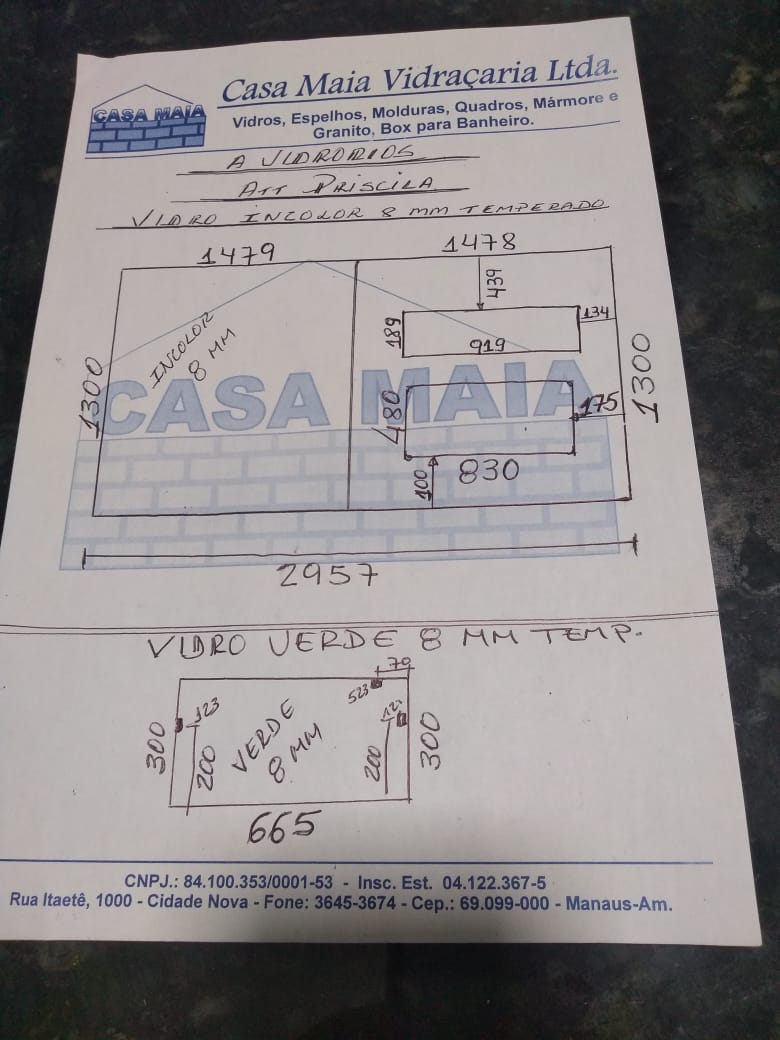 Casa Maia Vidraçaria Ltda.
CASA MAIA
Vidros, Espelhos, Molduras, Quadros, Mármore e
Granito, Box para Banheiro.
A VIDRORIOS
ATT PRISCILA
VIDRO INCOLOR 8 MM TEMPERADO
1479
1478
439
134
189
919
INCOLOR
8 MM
1300
1300
CASA MAIA
480
175
100
830
2957
VIDRO VERDE 8 MM TEMP.
79
523
123
300
200
VERDE
8 MM
200
300
665
CNPJ.: 84.100.353/0001-53 - Insc. Est. 04.122.367-5
Rua Itaetê, 1000 - Cidade Nova - Fone: 3645-3674 - Cep.: 69.099-000 - Manaus-Am.